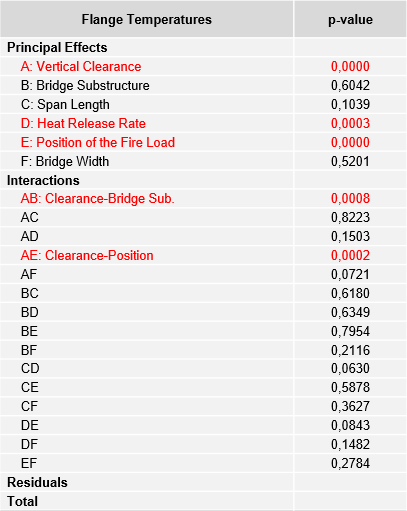 Flange Temperatures p-value
Principal Effects
A: Vertical Clearance 0,0000
B: Bridge Substructure 0,6042
C: Span Length 0,1039
D: Heat Release Rate 0,0003
E: Position of the Fire Load 0,0000
F: Bridge Width 0,5201
Interactions
AB: Clearance-Bridge Sub. 0,0008
AC 0,8223
AD 0,1503
AE: Clearance-Position 0,0002
AF 0,0721
BC 0,6180
BD 0,6349
BE 0,7954
BF 0,2116
CD 0,0630
CE 0,5878
CF 0,3627
DE 0,0843
DF 0,1482
EF 0,2784
Residuals
Total